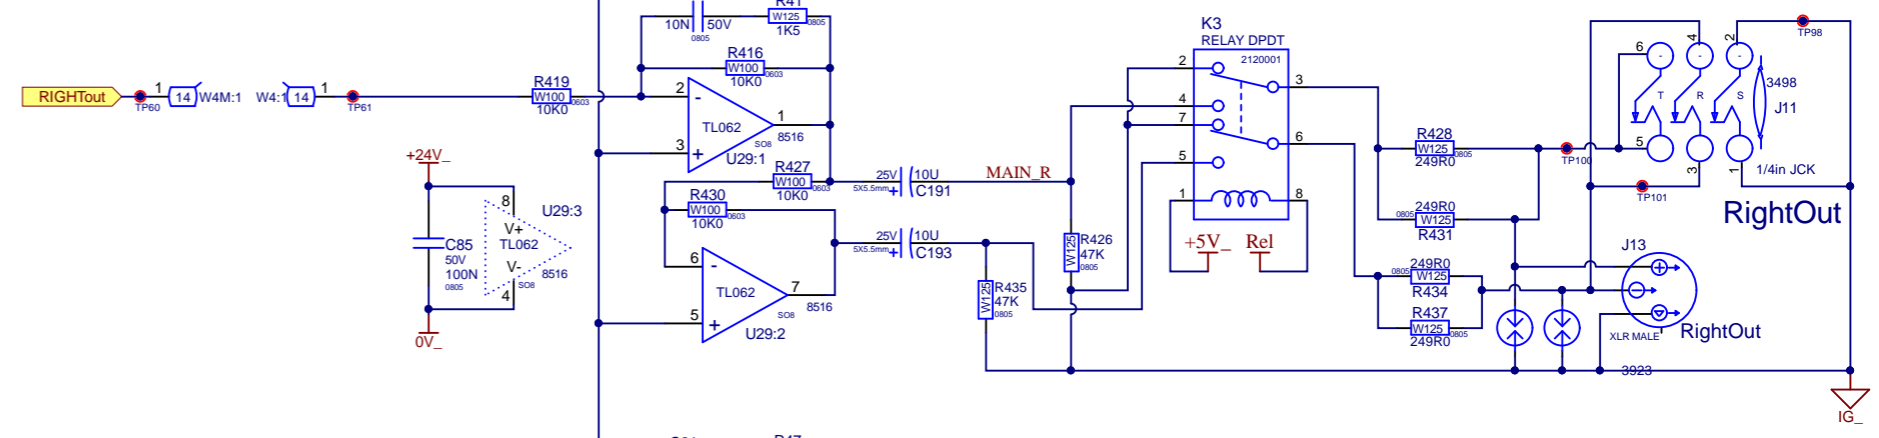 R41
10N
50V
W125
0805
0805
1K5
R416
W100
0603
10K0
RIGHTout
TP60
1
14
W4M:1
W4:1
14
1
TP61
R419
W100
0603
10K0
2
-
TL062
1
8516
SO8
3
+
U29:1
R427
W100
0603
10K0
R430
W100
0603
10K0
25V
10U
5X5.5mm
+
C191
MAIN_R
25V
10U
5X5.5mm
+
C193
6
-
TL062
7
8516
SO8
5
+
U29:2
+24V_
8
V+
U29:3
TL062
C85
50V
100N
0805
V-
8516
SO8
4
0V_
R426
W125
47K
0805
R435
W125
47K
0805
K3
RELAY DPDT
2120001
2
3
4
7
6
5
1
8
+5V_
Rel
R428
W125
0805
249R0
249R0
0805
W125
R431
249R0
0805
W125
R434
R437
W125
0805
249R0
TP100
TP101
TP98
6
4
2
-
-
-
T
R
S
3498
J11
5
3
1
1/4in JCK
RightOut
J13
+
XLR MALE
RightOut
3923
IG_